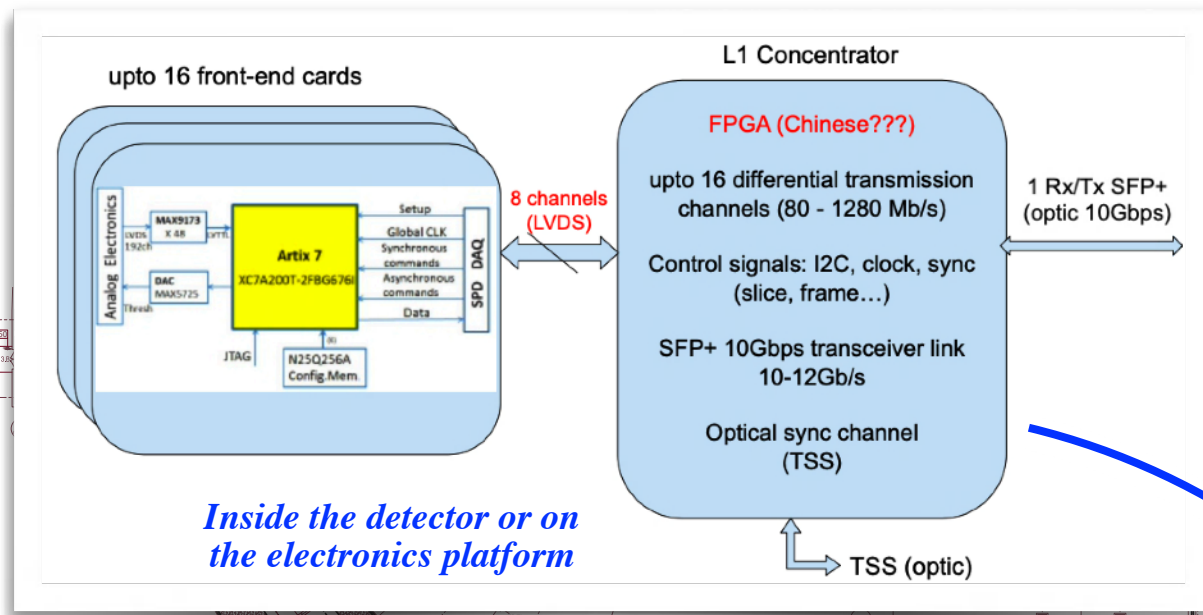 upto 16 front-end cards
Analog Electronics
LVDS
192ch
MAX9173
X 48
LVTTL
DAC
MAX5725
Thresh
Artix 7
XC7A200T-2FBG676I
JTAG
N25Q256A
Config.Mem.
Setup
Global CLK
Synchronous
commands
Asynchronous
commands
Data
SPD DAQ
8 channels
(LVDS)
L1 Concentrator
FPGA (Chinese???)
upto 16 differential transmission
channels (80 - 1280 Mb/s)
Control signals: I2C, clock, sync
(slice, frame...)
SFP+ 10Gbps transceiver link
10-12Gb/s
Optical sync channel
(TSS)
1 Rx/Tx SFP+
(optic 10Gbps)
TSS (optic)
Inside the detector or on
the electronics platform